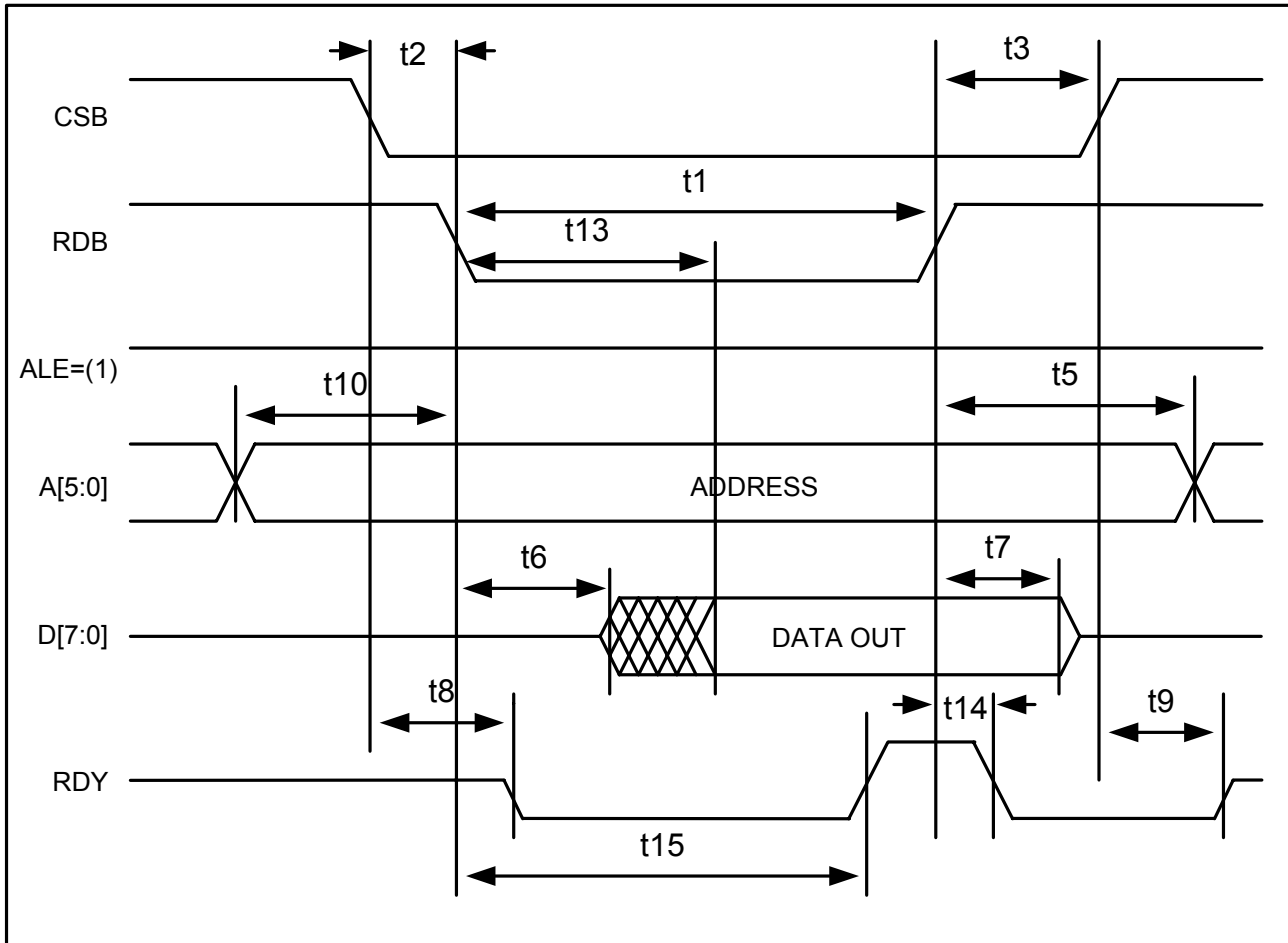 t2
t3
CSB
t1
RDB
t13
ALE=(1)
t10
t5
A[5:0]
ADDRESS
t6
t7
D[7:0]
DATA OUT
t8
t14
t9
RDY
t15